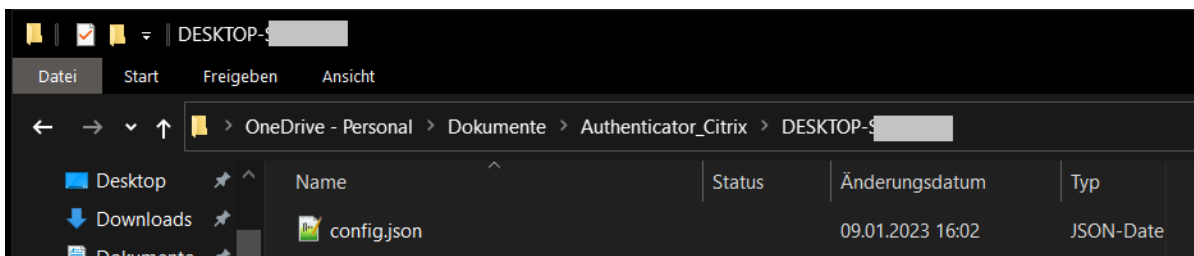 DESKTOP-S
Datei Start Freigeben Ansicht
OneDrive - Personal > Dokumente > Authenticator_Citrix > DESKTOP-S
Desktop Name Status Änderungsdatum Typ
Downloads config.json 09.01.2023 16:02 JSON-Date
Dokumente